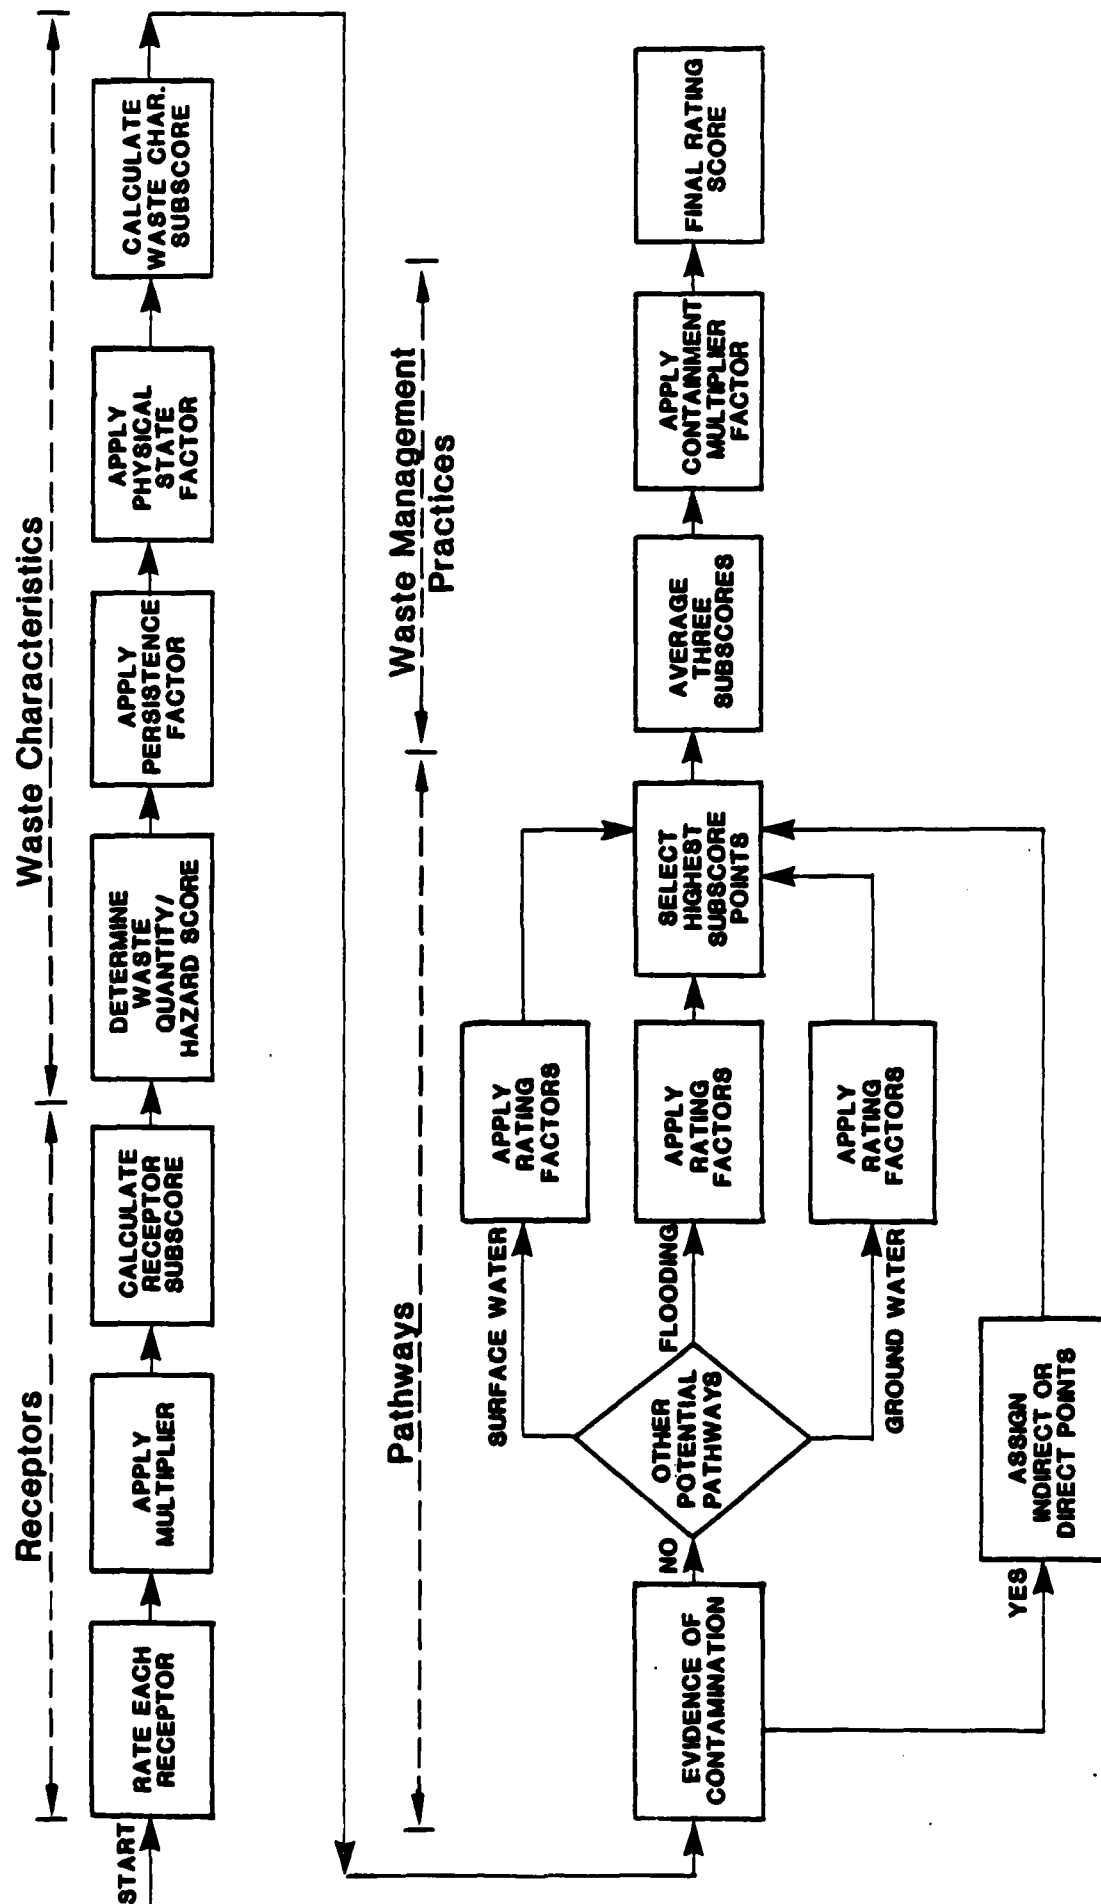 Receptors
Waste Characteristics
START
RATE EACH
RECEPTOR
APPLY
MULTIPLIER
CALCULATE
RECEPTOR
SUBSCORE
DETERMINE
WASTE
QUANTITY/
HAZARD SCORE
APPLY
PERSISTENCE
FACTOR
APPLY
PHYSICAL
STATE
FACTOR
CALCULATE
WASTE CHAR.
SUBSCORE
Pathways
Waste Management
Practices
EVIDENCE OF
CONTAMINATION
NO
YES
OTHER
POTENTIAL
PATHWAYS
SURFACE WATER
FLOODING
GROUND WATER
ASSIGN
INDIRECT OR
DIRECT POINTS
APPLY
RATING
FACTORS
APPLY
RATING
FACTORS
APPLY
RATING
FACTORS
SELECT
HIGHEST
SUBSCORE
POINTS
AVERAGE
THREE
SUBSCORES
APPLY
CONTAINMENT
MULTIPLIER
FACTOR
FINAL RATING
SCORE